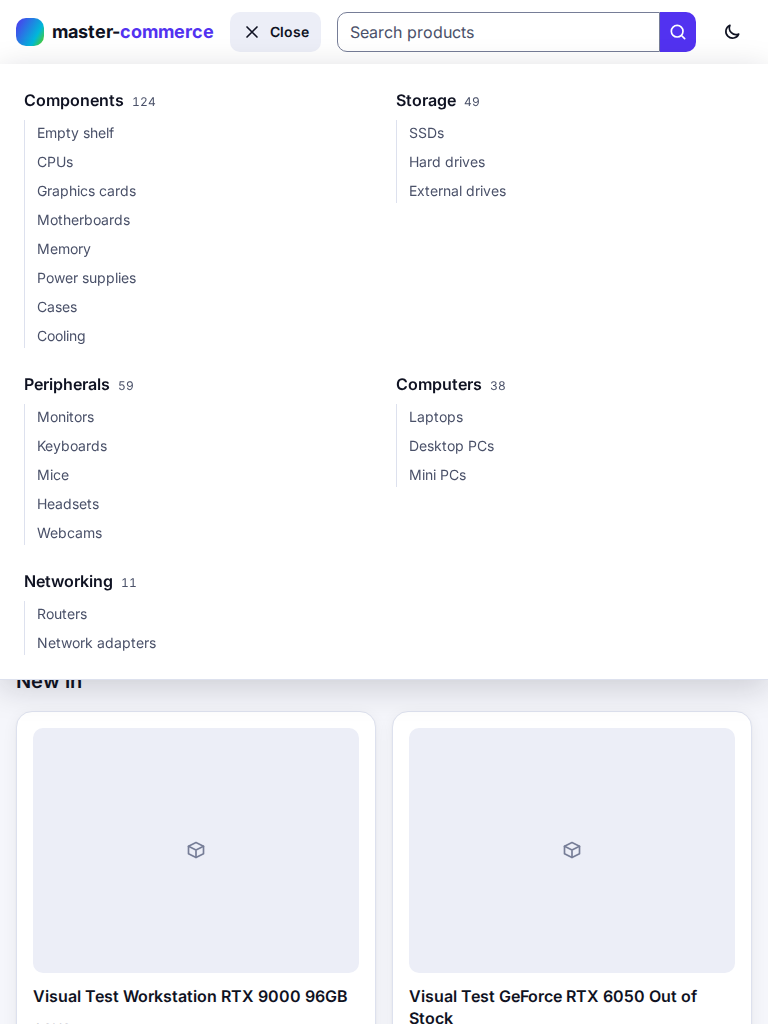 master-commerce
Close
Search products
Components 124
Empty shelf
CPUs
Graphics cards
Motherboards
Memory
Power supplies
Cases
Cooling
Storage 49
SSDs
Hard drives
External drives
Peripherals 59
Monitors
Keyboards
Mice
Headsets
Webcams
Computers 38
Laptops
Desktop PCs
Mini PCs
Networking 11
Routers
Network adapters
New in
Visual Test Workstation RTX 9000 96GB
Visual Test GeForce RTX 6050 Out of
Stock